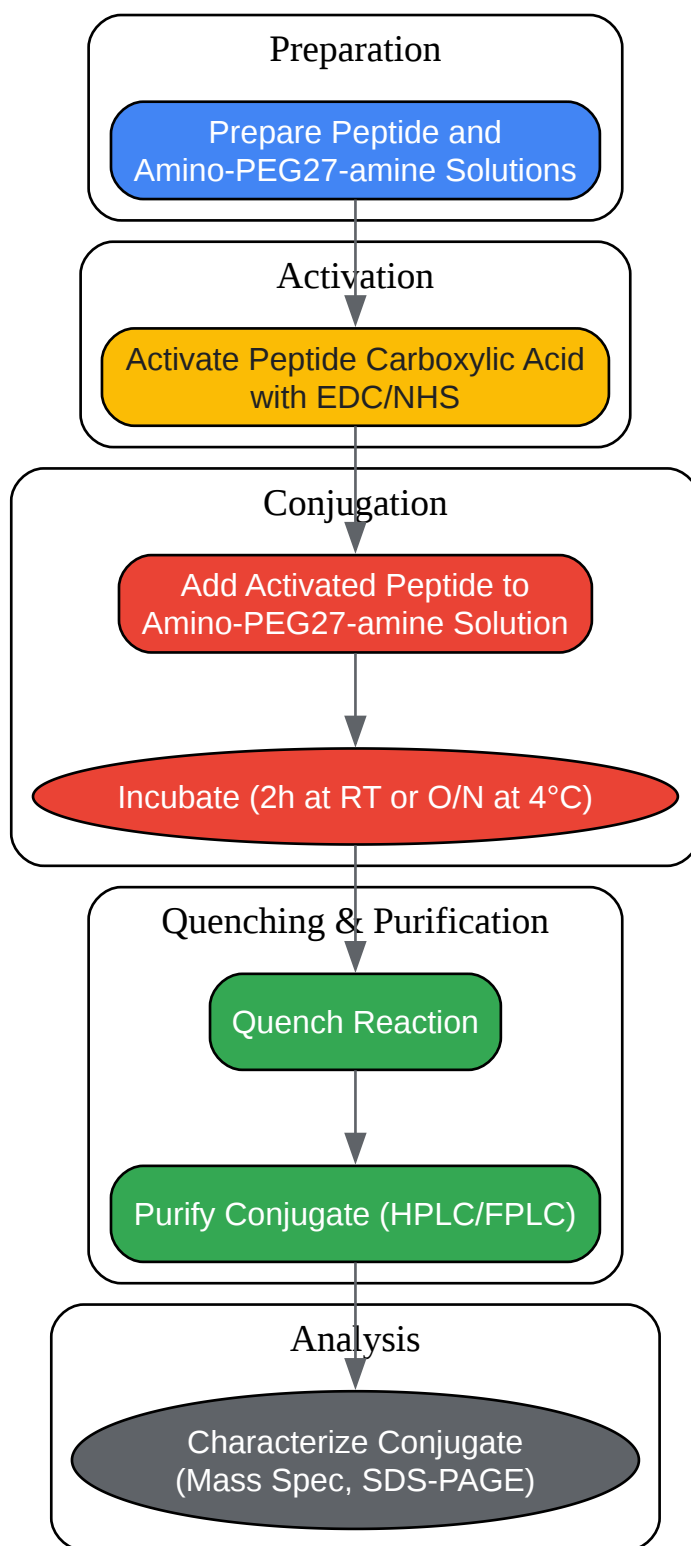 Preparation
Prepare Peptide and
Amino-PEG27-amine Solutions
Activation
Activate Peptide Carboxylic Acid
with EDC/NHS
Conjugation
Add Activated Peptide to
Amino-PEG27-amine Solution
Incubate (2h at RT or O/N at 4°C)
Quenching & Purification
Quench Reaction
Purify Conjugate (HPLC/FPLC)
Analysis
Characterize Conjugate
(Mass Spec, SDS-PAGE)